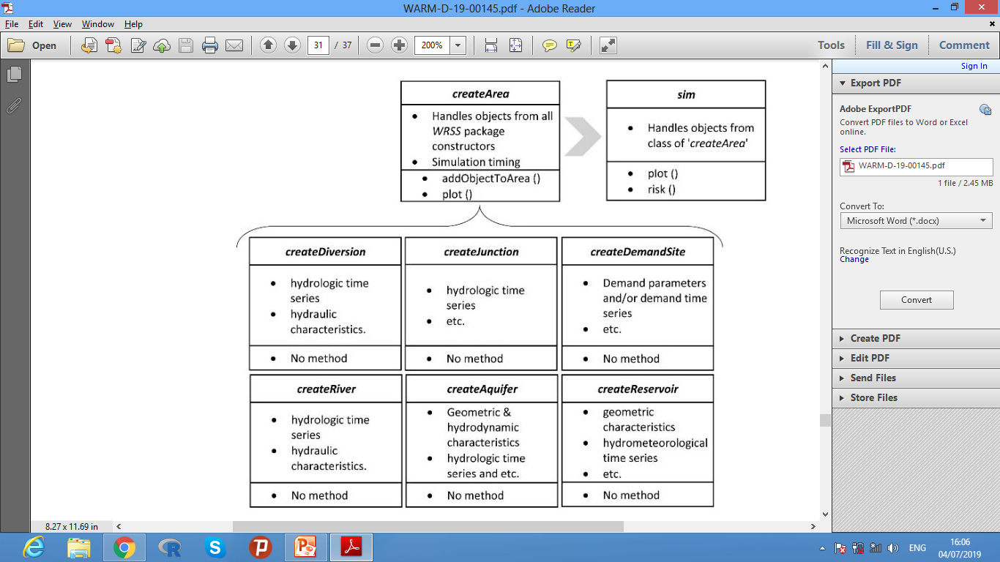 WARM-D-19-00145.pdf - Adobe Reader
File Edit View Window Help
Open 31 / 37 200% Tools Fill & Sign Comment
Sign In
createArea
• Handles objects from all
WRSS package
constructors
• Simulation timing
• addObjectToArea ()
• plot ()
sim
• Handles objects from
class of 'createArea'
• plot ()
• risk ()
createDiversion
• hydrologic time
series
• hydraulic
characteristics.
• No method
createJunction
• hydrologic time
series
• etc.
• No method
createDemandSite
• Demand parameters
and/or demand time
series
• etc.
• No method
createRiver
• hydrologic time
series
• hydraulic
characteristics.
• No method
createAquifer
• Geometric &
hydrodynamic
characteristics
• hydrologic time
series and etc.
• No method
createReservoir
• geometric
characteristics
• hydrometeorological
time series
• etc.
• No method
Export PDF
Adobe ExportPDF
Convert PDF files to Word or Excel
online.
Select PDF File:
WARM-D-19-00145.pdf
1 file / 2.45 MB
Convert To:
Microsoft Word (*.docx)
Recognize Text in English(U.S.)
Change
Convert
Create PDF
Edit PDF
Send Files
Store Files
8.27 x 11.69 in
ENG
16:06
04/07/2019